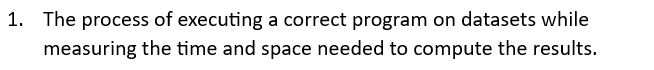 1. The process of executing a correct program on datasets while
measuring the time and space needed to compute the results.